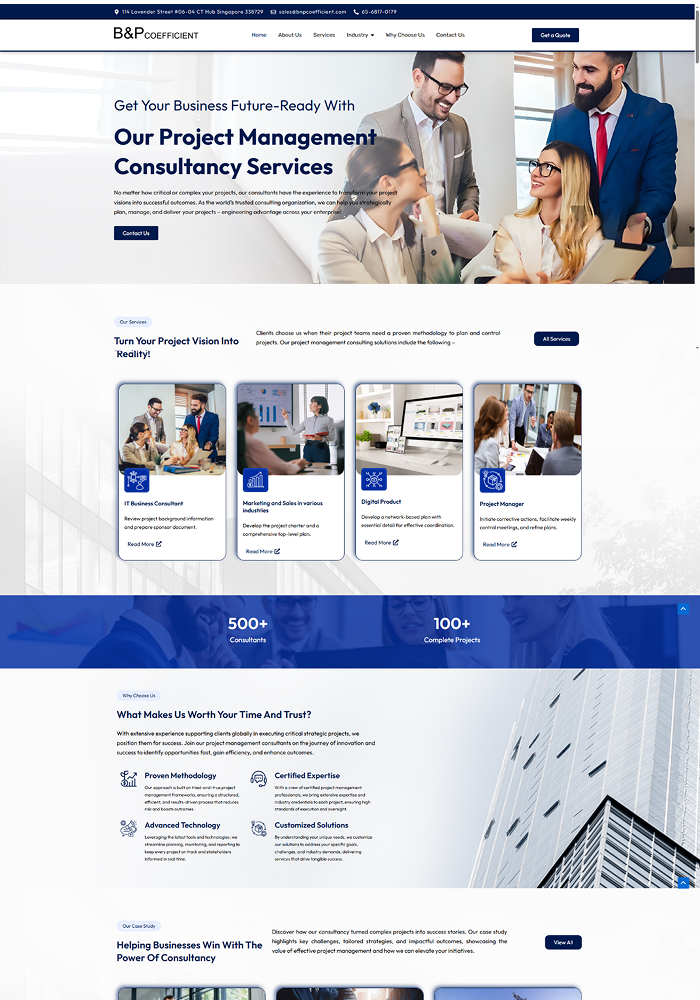 114 Lavender Street #06-04 CT Hub Singapore 338729 sales@bnpcoefficient.com 65-6817-0179
B&P COEFFICIENT Home About Us Services Industry Why Choose Us Contact Us Get a Quote
Get Your Business Future-Ready With
Our Project Management
Consultancy Services
No matter how critical or complex your projects, our consultants have the experience to transform your project
visions into successful outcomes. As the world's trusted consulting organization, we can help you strategically
plan, manage, and deliver your projects – engineering advantage across your enterprise!
Contact Us
Our Services
Turn Your Project Vision Into
Reality!
Clients choose us when their project teams need a proven methodology to plan and control
projects. Our project management consulting solutions include the following –
All Services
IT Business Consultant
Review project background information
and prepare sponsor document.
Read More
Marketing and Sales in various
industries
Develop the project charter and a
comprehensive top-level plan.
Read More
Digital Product
Develop a network-based plan with
essential detail for effective coordination.
Read More
Project Manager
Initiate corrective actions, facilitate weekly
control meetings, and refine plans.
Read More
500+
Consultants
100+
Complete Projects
Why Choose Us
What Makes Us Worth Your Time And Trust?
With extensive experience supporting clients globally in executing critical strategic projects, we
position them for success. Join our project management consultants on the journey of innovation and
success to identify opportunities fast, gain efficiency, and enhance outcomes.
Proven Methodology
Our approach is built on tried-and-true project
management frameworks, ensuring a structured,
efficient, and results-driven process that reduces
risk and boosts outcomes.
Certified Expertise
With a crew of certified project management
professionals, we bring extensive expertise and
industry credentials to each project, ensuring high
standards of execution and oversight.
Advanced Technology
Leveraging the latest tools and technologies, we
streamline planning, monitoring, and reporting to
keep every project on track and stakeholders
informed in real time.
Customized Solutions
By understanding your unique needs, we customize
our solutions to address your specific goals,
challenges, and industry demands, delivering
services that drive tangible success.
Our Case Study
Helping Businesses Win With The
Power Of Consultancy
Discover how our consultancy turned complex projects into success stories. Our case study
highlights key challenges, tailored strategies, and impactful outcomes, showcasing the
value of effective project management and how we can elevate your initiatives.
View All